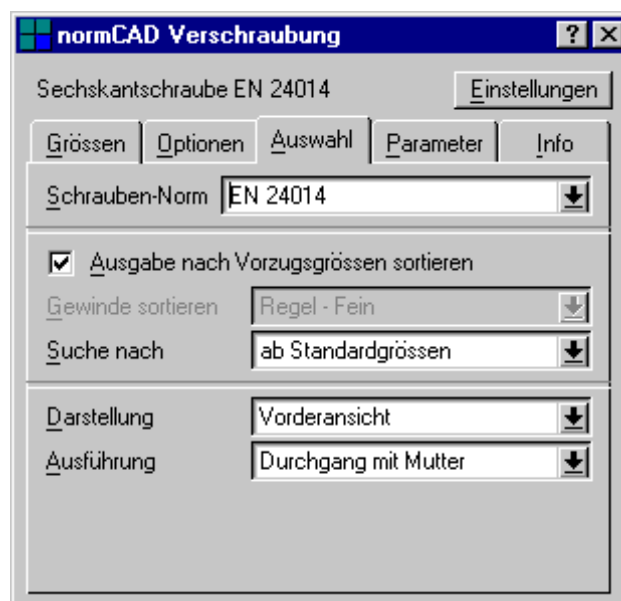 normCAD Verschraubung
Sechskantschraube EN 24014 Einstellungen
Grössen Optionen Auswahl Parameter Info
Schrauben-Norm EN 24014
Ausgabe nach Vorzugsgrössen sortieren
Gewinde sortieren Regel - Fein
Suche nach ab Standardgrössen
Darstellung Vorderansicht
Ausführung Durchgang mit Mutter